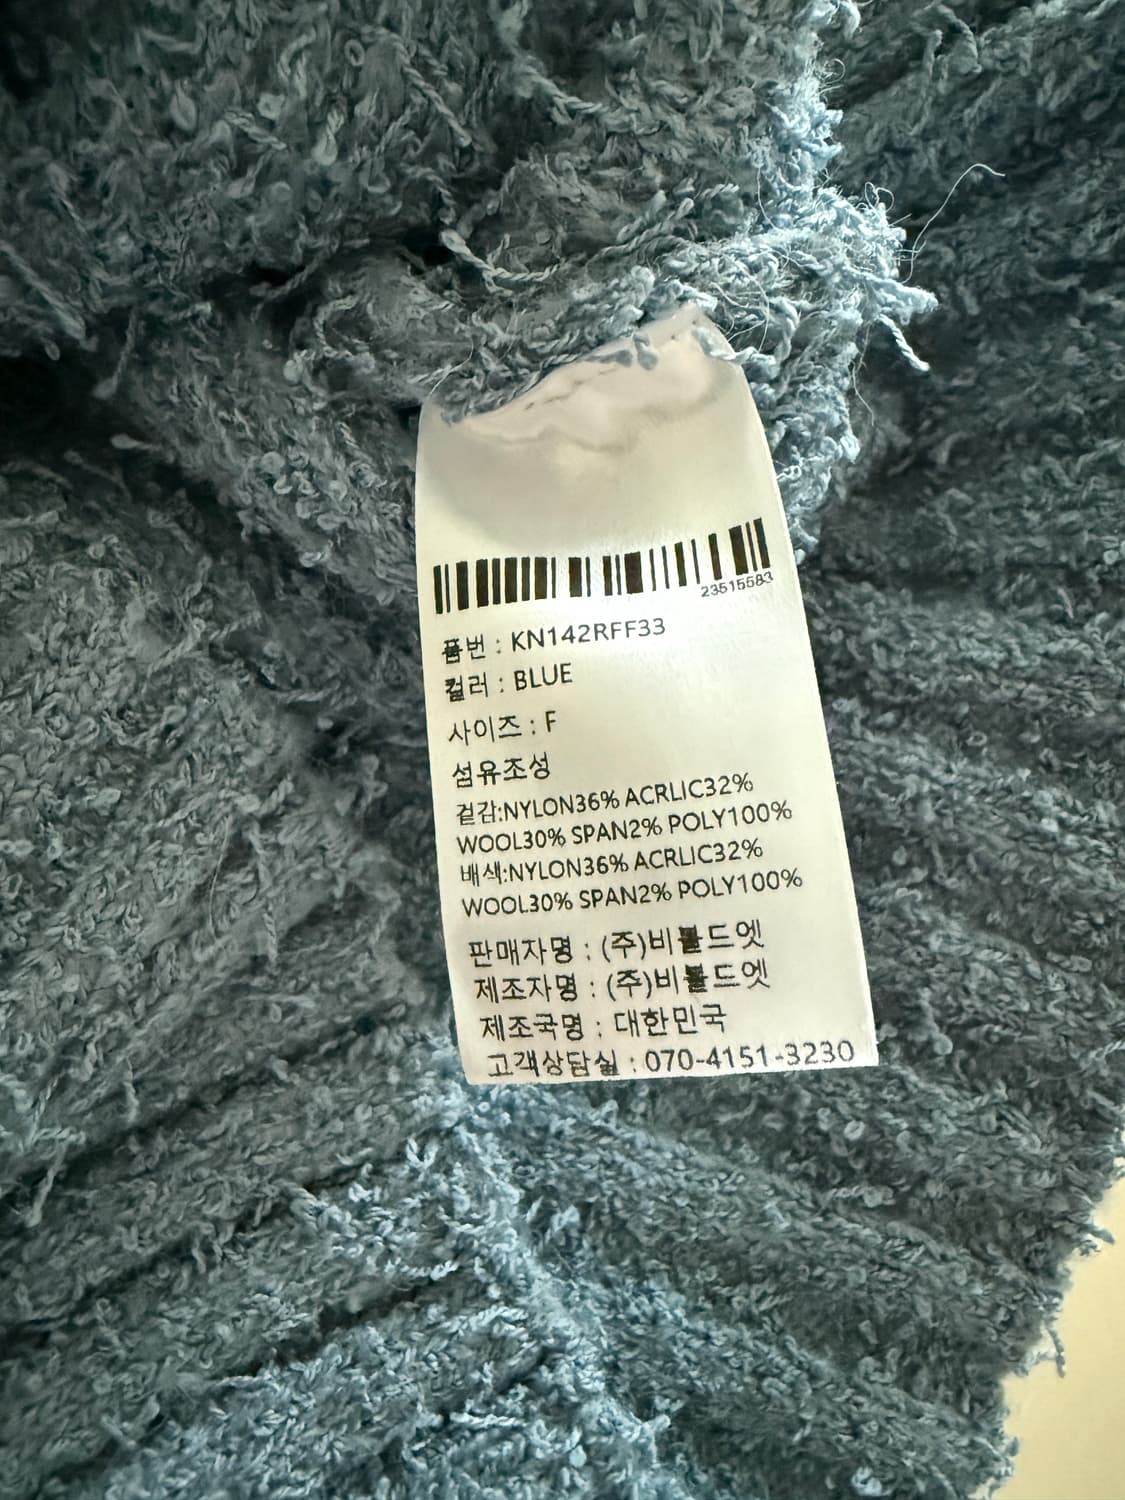 23515583
품번 : KN142RFF33
컬러 : BLUE
사이즈 : F
섬유조성
겉감:NYLON36% ACRLIC32%
WOOL30% SPAN2% POLY100%
배색:NYLON36% ACRLIC32%
WOOL30% SPAN2% POLY100%
판매자명 : (주)비볼드엣
제조자명 : (주)비볼드엣
제조국명 : 대한민국
고객상담실 : 070-4151-3230